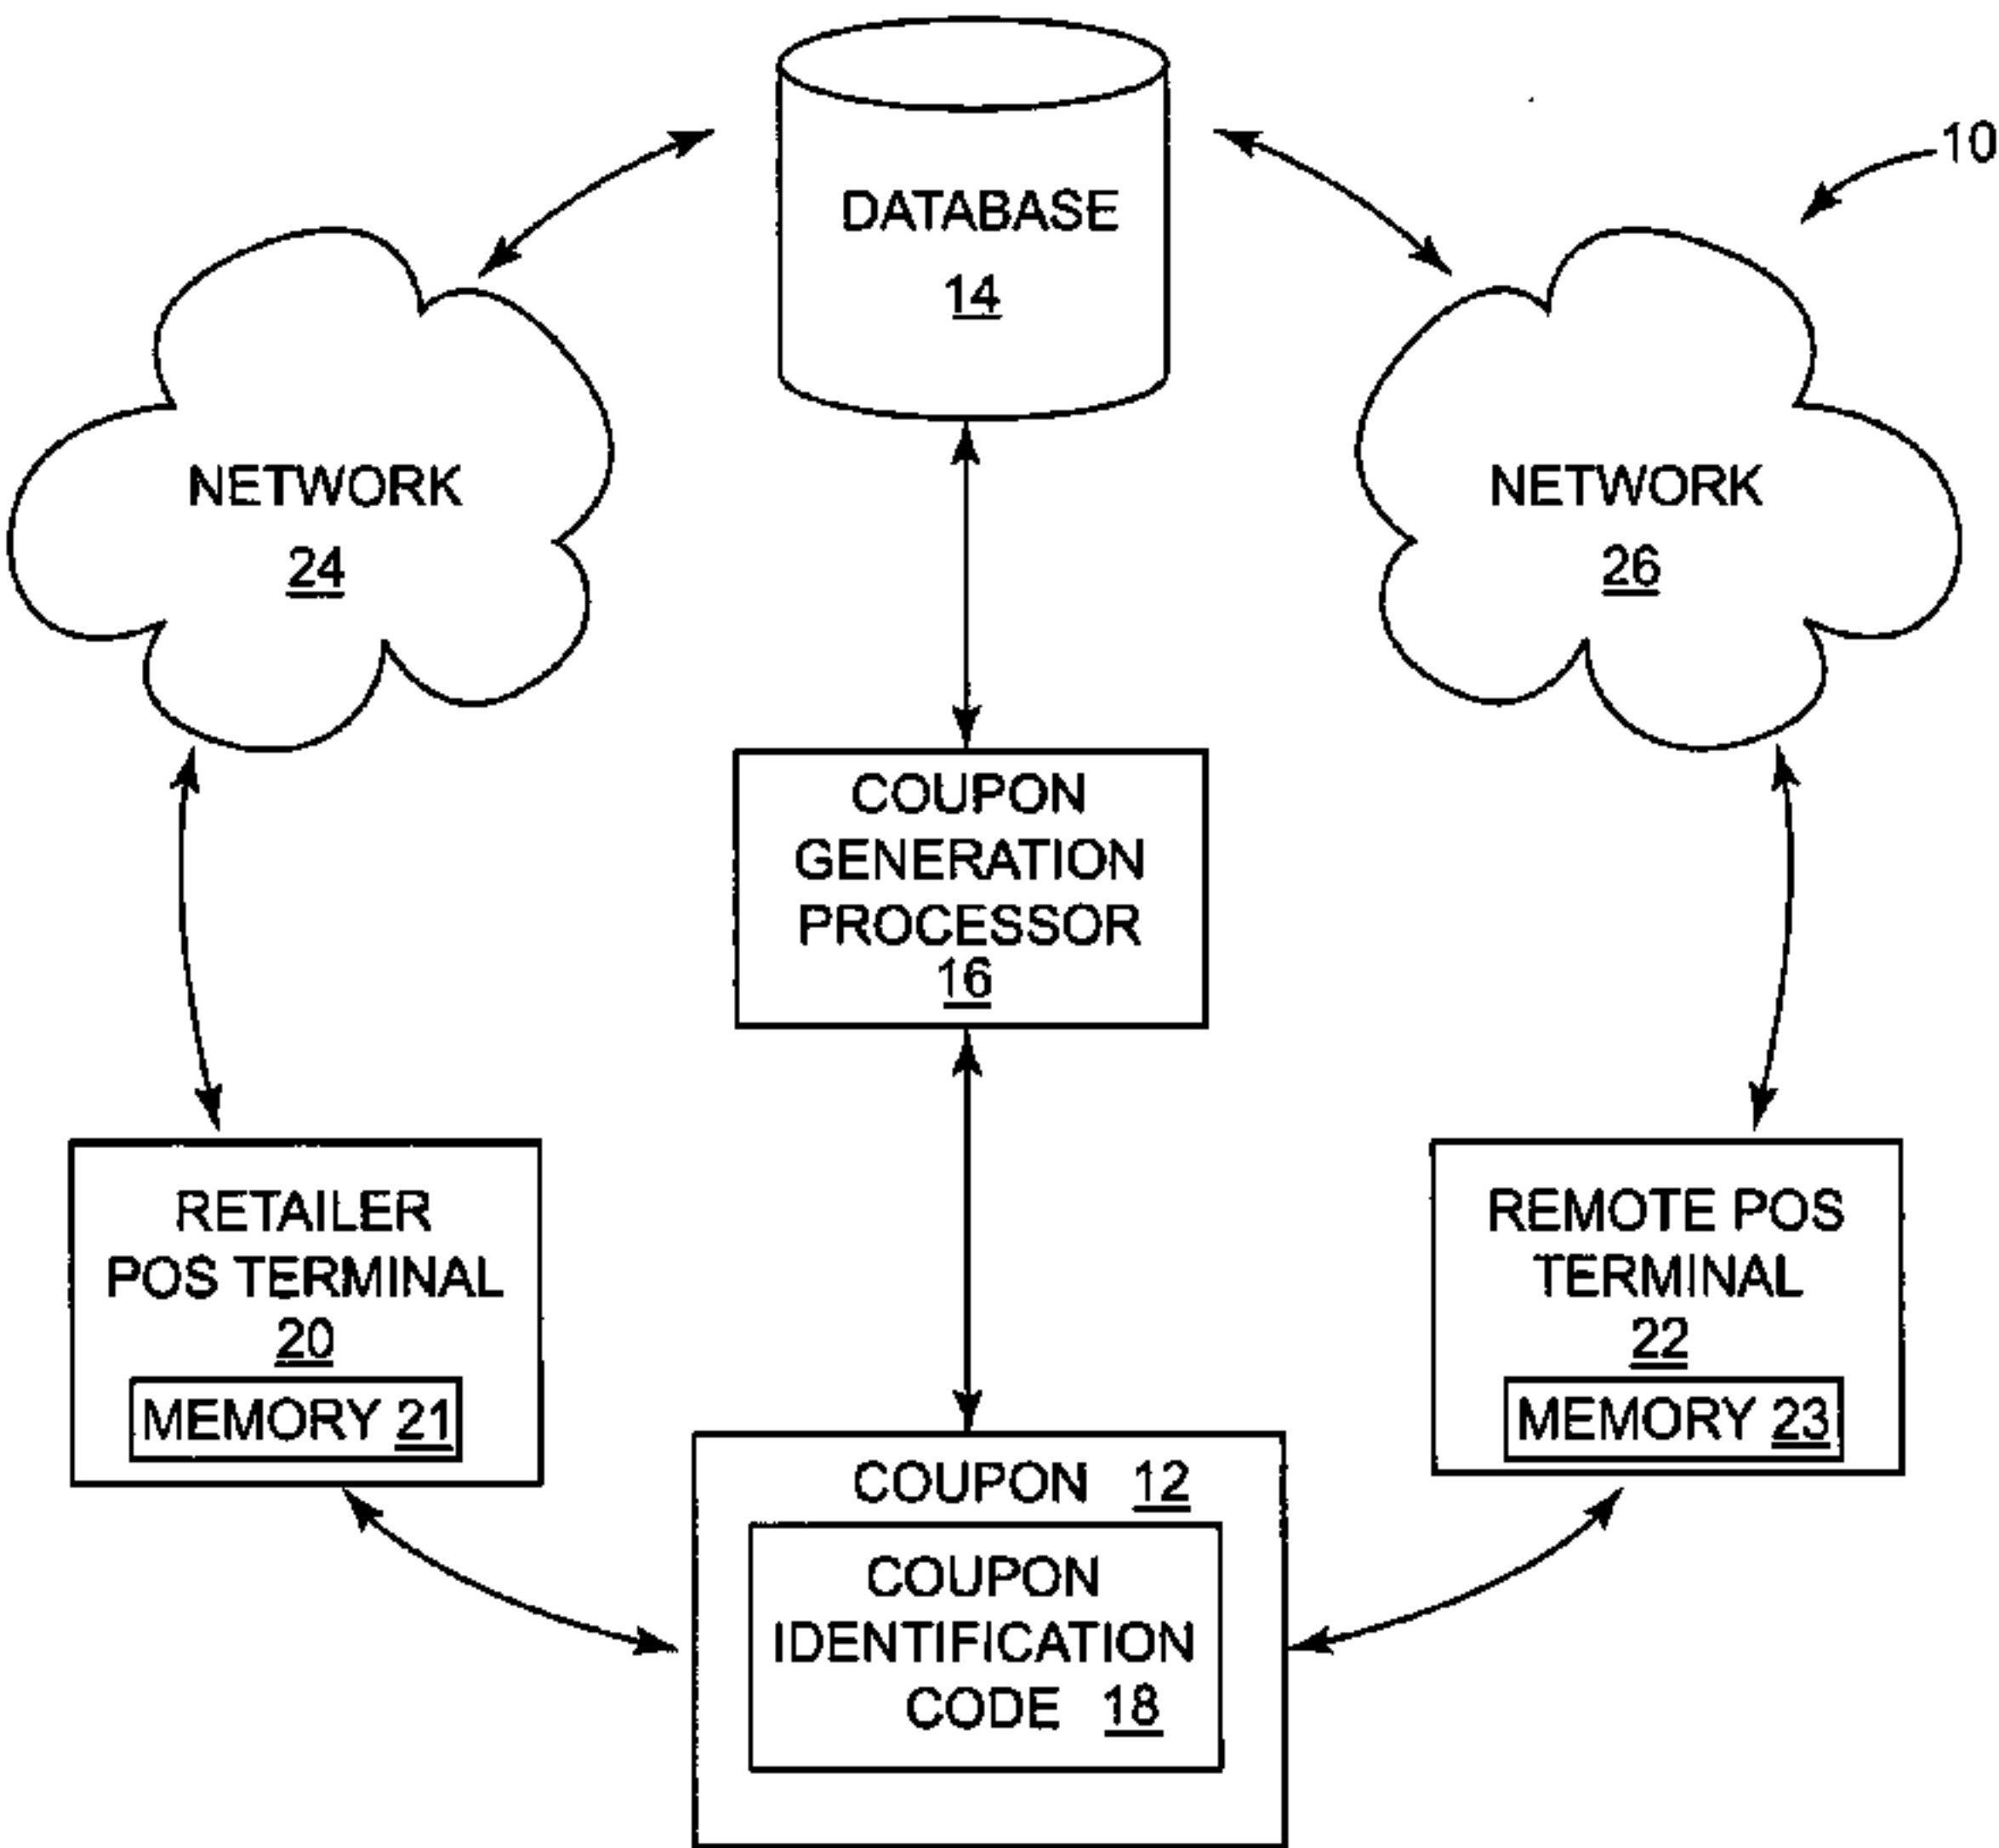 10
DATABASE
14
NETWORK
24
NETWORK
26
COUPON
GENERATION
PROCESSOR
16
RETAILER
POS TERMINAL
20
MEMORY 21
REMOTE POS
TERMINAL
22
MEMORY 23
COUPON 12
COUPON
IDENTIFICATION
CODE 18